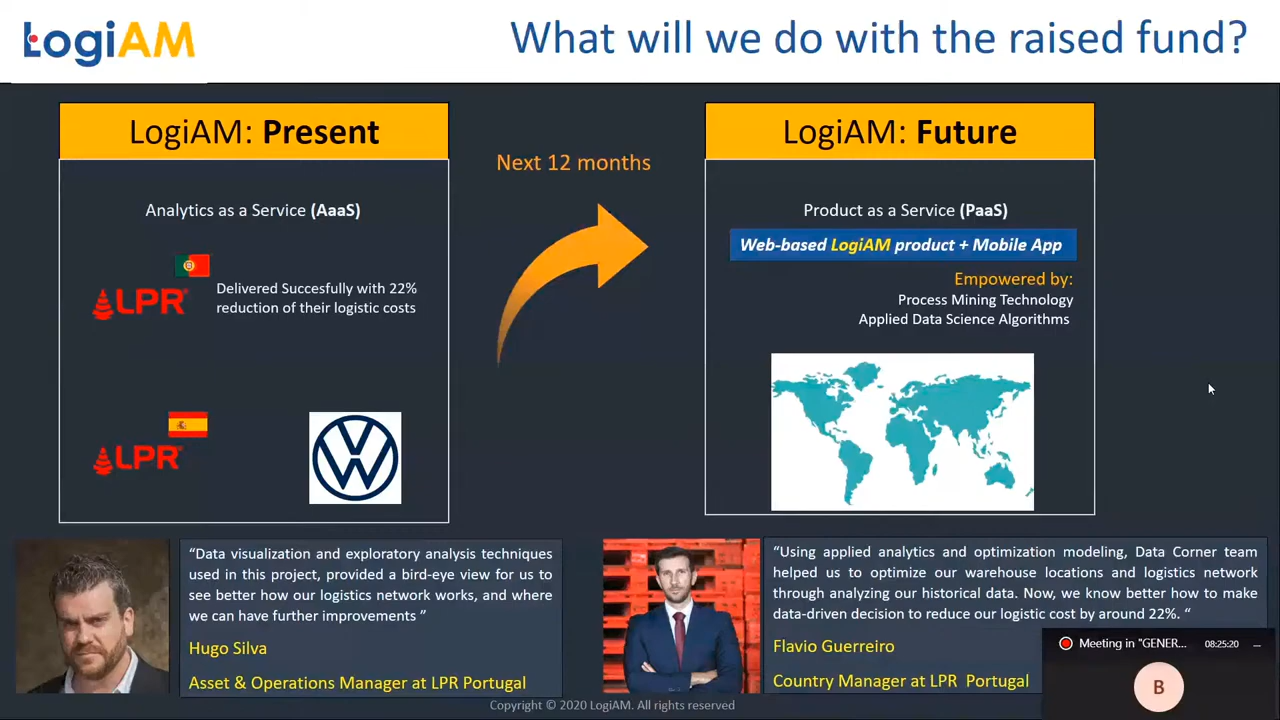 LogiAM
What will we do with the raised fund?
LogiAM: Present
Analytics as a Service (AaaS)
LPR
Delivered Succesfully with 22%
reduction of their logistic costs
LPR
Next 12 months
LogiAM: Future
Product as a Service (PaaS)
Web-based LogiAM product + Mobile App
Empowered by:
Process Mining Technology
Applied Data Science Algorithms
“Data visualization and exploratory analysis techniques
used in this project, provided a bird-eye view for us to
see better how our logistics network works, and where
we can have further improvements ”
Hugo Silva
Asset & Operations Manager at LPR Portugal
“Using applied analytics and optimization modeling, Data Corner team
helped us to optimize our warehouse locations and logistics network
through analyzing our historical data. Now, we know better how to make
data-driven decision to reduce our logistic cost by around 22%. “
Flavio Guerreiro
Country Manager at LPR Portugal
Meeting in "GENER...
08:25:20
B
Copyright © 2020 LogiAM. All rights reserved